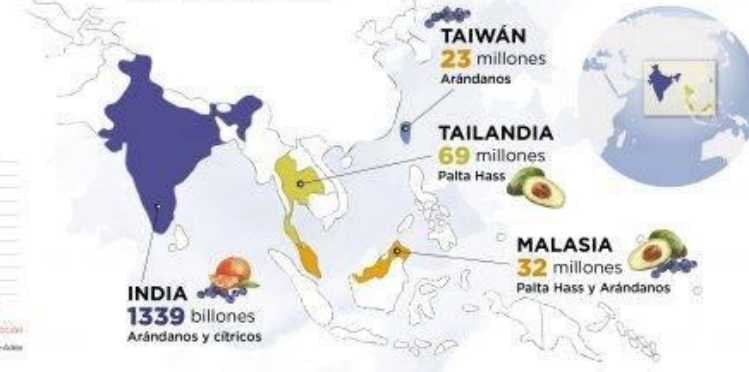 TAIWÁN
23 millones
Arándanos
TAILANDIA
69 millones
Palta Hass
MALASIA
32 millones
Palta Hass y Arándanos
INDIA
1339 billones
Arándanos y cítricos